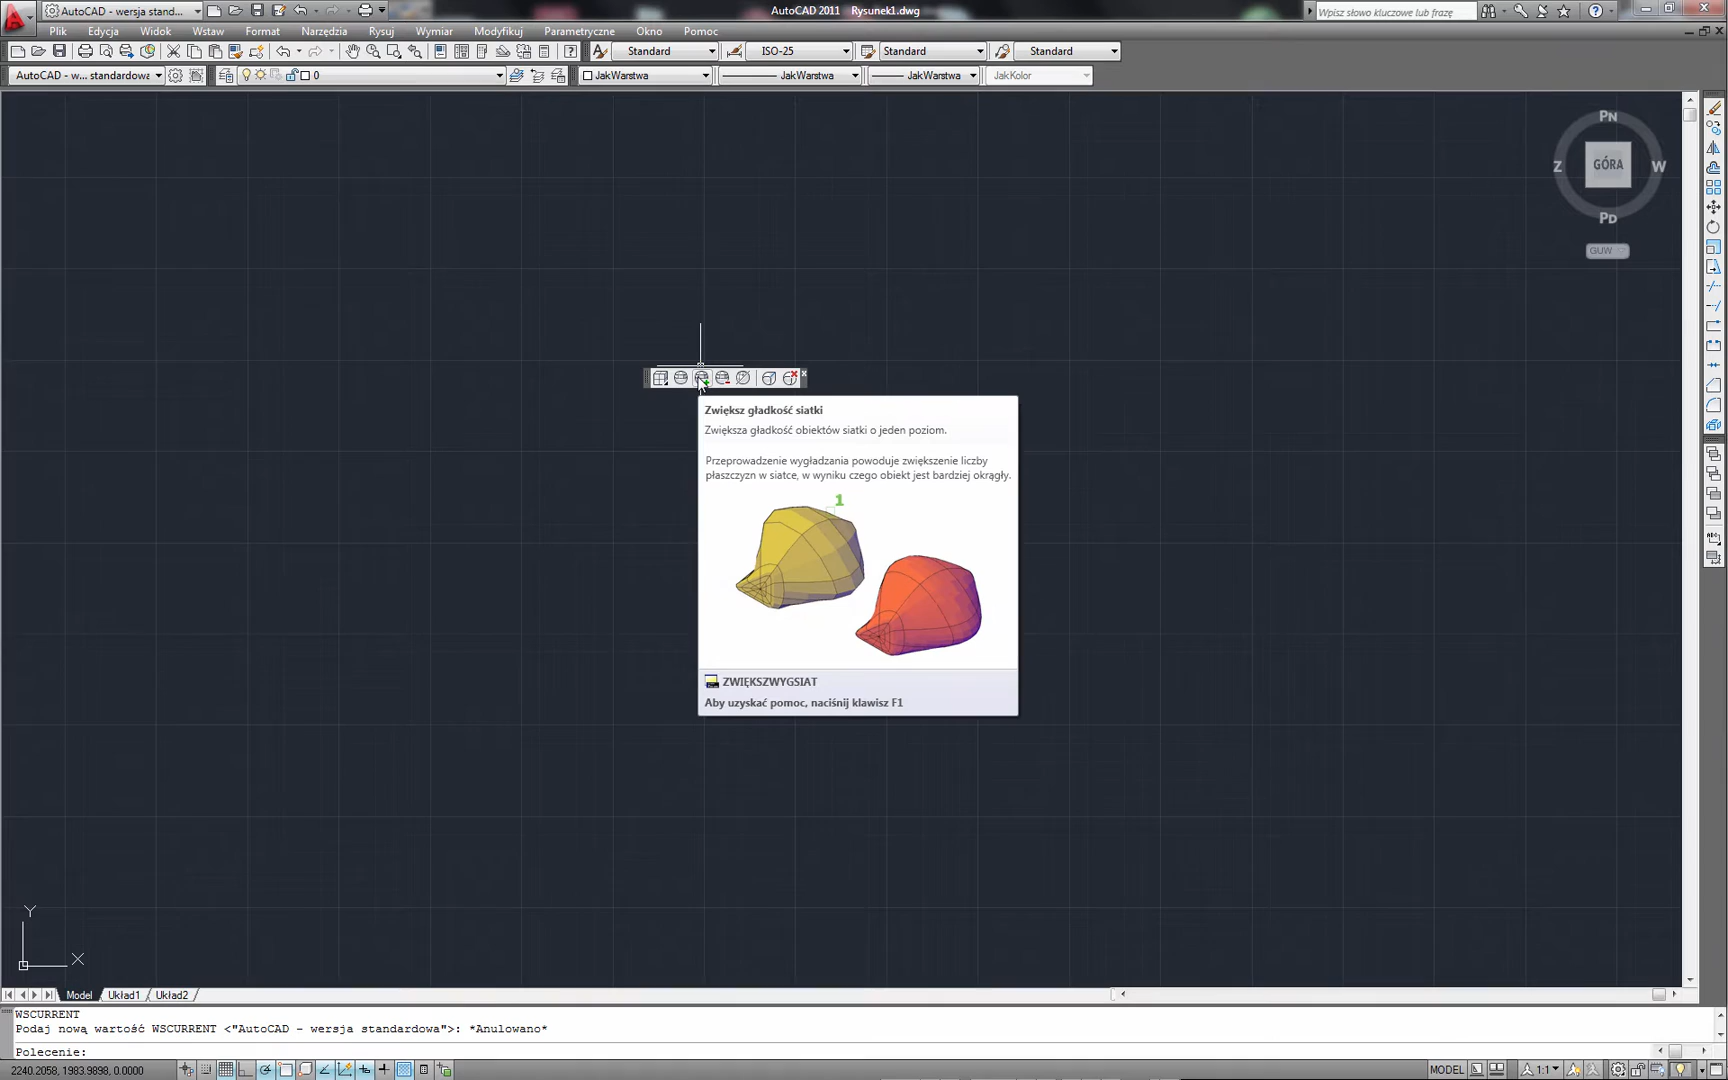 AutoCAD - wersja stand...
AutoCAD 2011 Rysunek1.dwg
Wpisz słowo kluczowe lub frazę
Plik Edycja Widok Wstaw Format Narzędzia Rysuj Wymiar Modyfikuj Parametryczne Okno Pomoc
Standard ISO-25 Standard Standard
AutoCAD - w... standardowa 0 JakWarstwa JakWarstwa JakWarstwa JakKolor
PN
Z GÓRA W
PD
GUW
Zwiększ gładkość siatki
Zwiększa gładkość obiektów siatki o jeden poziom.
Przeprowadzenie wygładzania powoduje zwiększenie liczby
płaszczyzn w siatce, w wyniku czego obiekt jest bardziej okrągły.
1
ZWIĘKSZWYGSIAT
Aby uzyskać pomoc, naciśnij klawisz F1
Y
X
Model Układ1 Układ2
WSCURRENT
Podaj nową wartość WSCURRENT <"AutoCAD - wersja standardowa">: *Anulowano*
Polecenie:
2240.2058, 1983.9898, 0.0000
MODEL 1:1